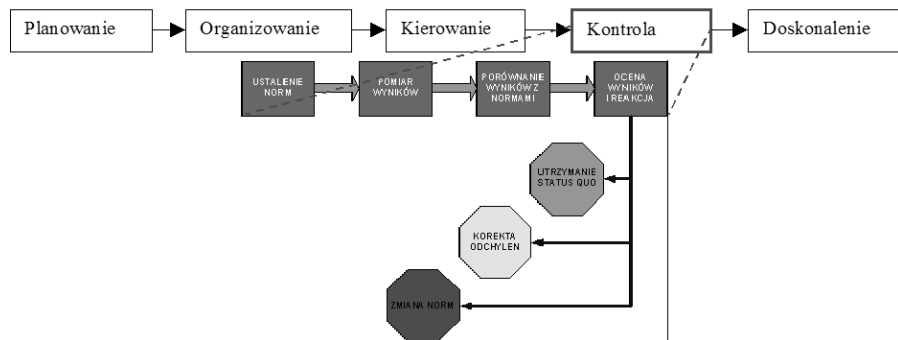 Planowanie
Organizowanie
Kierowanie
Kontrola
Doskonalenie
USTALENIE
NORM
POMIAR
WYNIKÓW
PORÓWNANIE
WYNIKÓW Z
NORMAMI
OCENA
WYNIKÓW
I REAKCJA
UTRZYMANIE
STATUS QUO
KOREKTA
ODCHYLEN
ZMIANA NORM